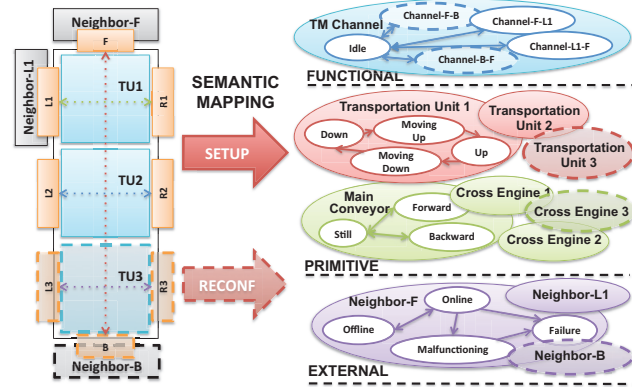 Neighbor-F
F
Neighbor-L1
L1
TU1
R1
L2
TU2
R2
L3
TU3
R3
B
Neighbor-B
SEMANTIC
MAPPING
SETUP
RECONF
TM Channel
Channel-F-B
Channel-F-L1
Idle
Channel-L1-F
Channel-B-F
FUNCTIONAL
Transportation Unit 1
Transportation
Unit 2
Down
Moving
Up
Moving
Down
Up
Transportation
Unit 3
Main
Conveyor
Forward
Still
Backward
Cross Engine 1
Cross Engine 3
Cross Engine 2
PRIMITIVE
Neighbor-F
Online
Neighbor-L1
Offline
Failure
Malfunctioning
Neighbor-B
EXTERNAL